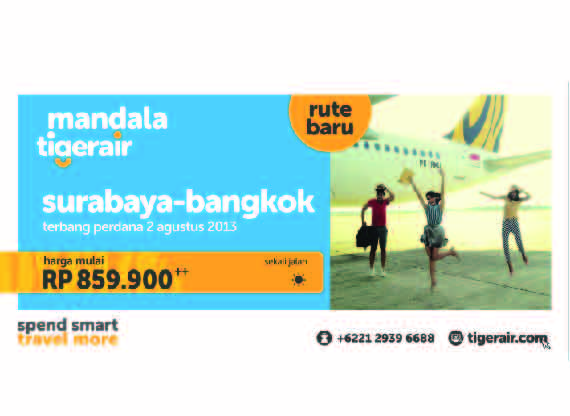 mandala
tigerair
rute
baru
surabaya-bangkok
terbang perdana 2 agustus 2013
harga mulai
sekali jalan
RP 859.900++
spend smart
travel more
+6221 2939 6688
tigerair.com